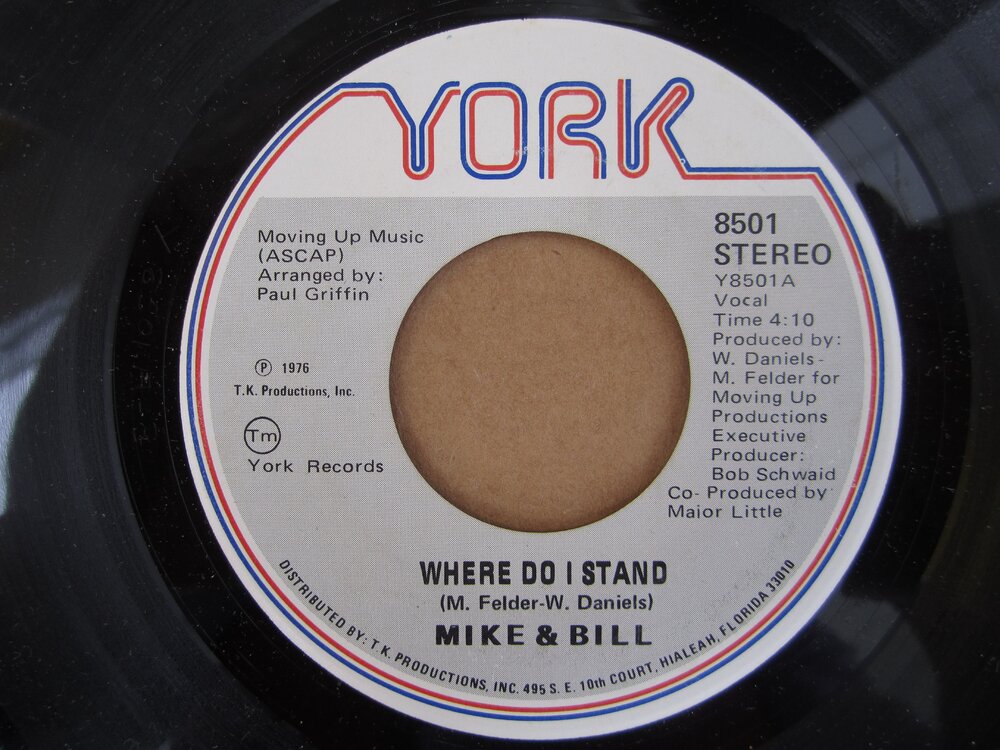 YORK
Moving Up Music
(ASCAP)
Arranged by:
Paul Griffin
℗ 1976
T.K. Productions, Inc.
Tm
York Records
8501
STEREO
Y8501A
Vocal
Time 4:10
Produced by:
W. Daniels-
M. Felder for
Moving Up
Productions
Executive
Producer:
Bob Schwaid
Co- Produced by
Maior Little
WHERE DO I STAND
(M. Felder-W. Daniels)
MIKE & BILL
DISTRIBUTED BY: T.K. PRODUCTIONS, INC. 495 S. E. 10th COURT, HIALEAH, FLORIDA 33010